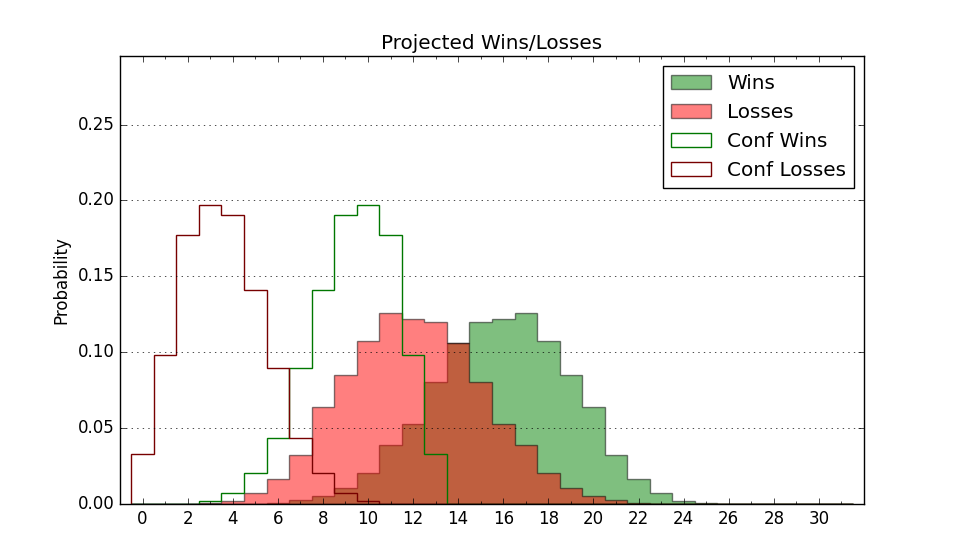 Projected Wins/Losses
Wins
Losses
Conf Wins
Conf Losses
Probability
0.25
0.20
0.15
0.10
0.05
0.00
0 2 4 6 8 10 12 14 16 18 20 22 24 26 28 30